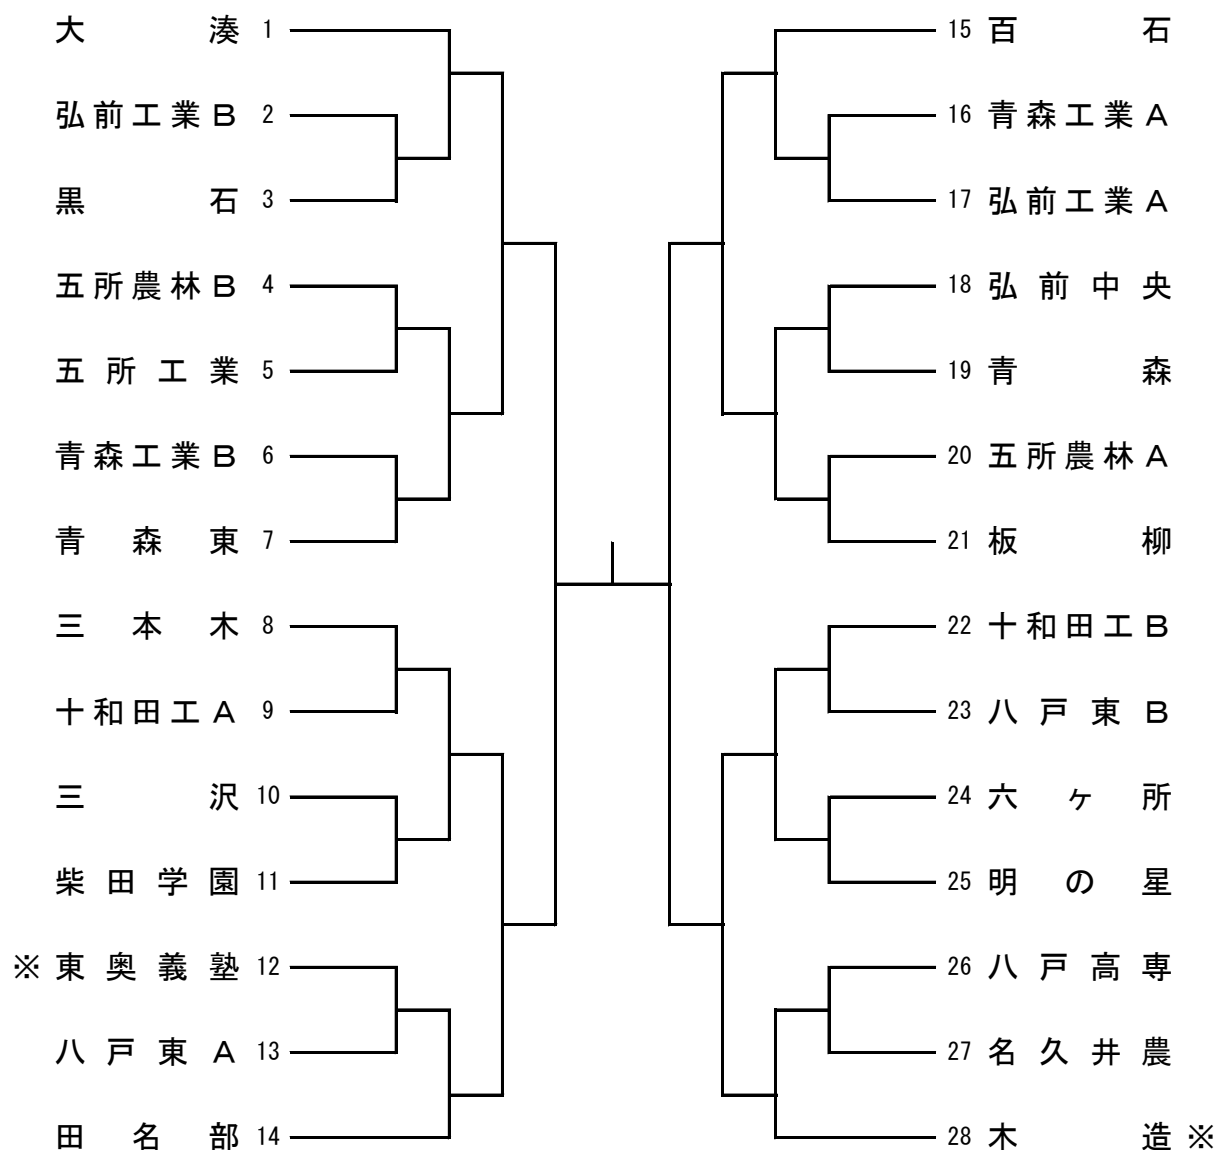 大湊 1
弘前工業B 2
黒石 3
五所農林B 4
五所工業 5
青森工業B 6
青森東 7
三本木 8
十和田工A 9
三沢 10
柴田学園 11
※ 東奥義塾 12
八戸東A 13
田名部 14
15 百石
16 青森工業A
17 弘前工業A
18 弘前中央
19 青森
20 五所農林A
21 板柳
22 十和田工B
23 八戸東B
24 六ヶ所
25 明の星
26 八戸高専
27 名久井農
28 木造 ※